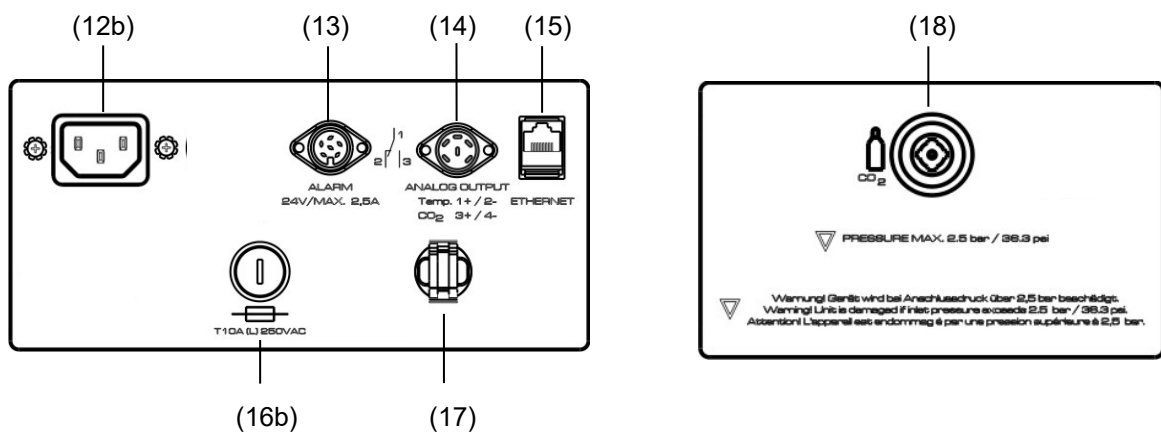 (12b) (13) (14) (15) (18)
1
2 3
ALARM
24V/MAX. 2,5A
ANALOG OUTPUT
Temp. 1+ / 2-
CO2 3+ / 4-
ETHERNET
T10A (L) 250VAC
(16b) (17)
CO2
PRESSURE MAX. 2.5 bar / 36.3 psi
Warnung! Gerät wird bei Anschlussdruck über 2,5 bar beschädigt.
Warning! Unit is damaged if inlet pressure exceeds 2.5 bar / 36.3 psi.
Attention! L'appareil est endommag é par une pression supérieure à 2,5 bar.